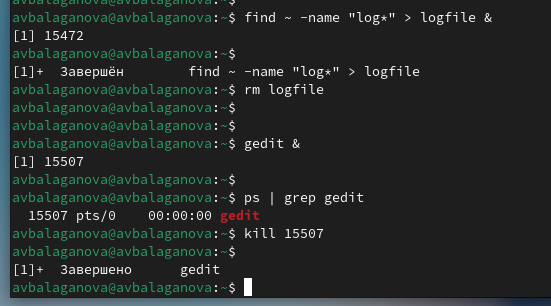 avbalaganova@avbalaganova:~$ find ~ -name "log*" > logfile &
[1] 15472
avbalaganova@avbalaganova:~$
[1]+  Завершён        find ~ -name "log*" > logfile
avbalaganova@avbalaganova:~$ rm logfile
avbalaganova@avbalaganova:~$
avbalaganova@avbalaganova:~$
avbalaganova@avbalaganova:~$ gedit &
[1] 15507
avbalaganova@avbalaganova:~$
avbalaganova@avbalaganova:~$ ps | grep gedit
  15507 pts/0    00:00:00 gedit
avbalaganova@avbalaganova:~$ kill 15507
avbalaganova@avbalaganova:~$
[1]+  Завершено      gedit
avbalaganova@avbalaganova:~$